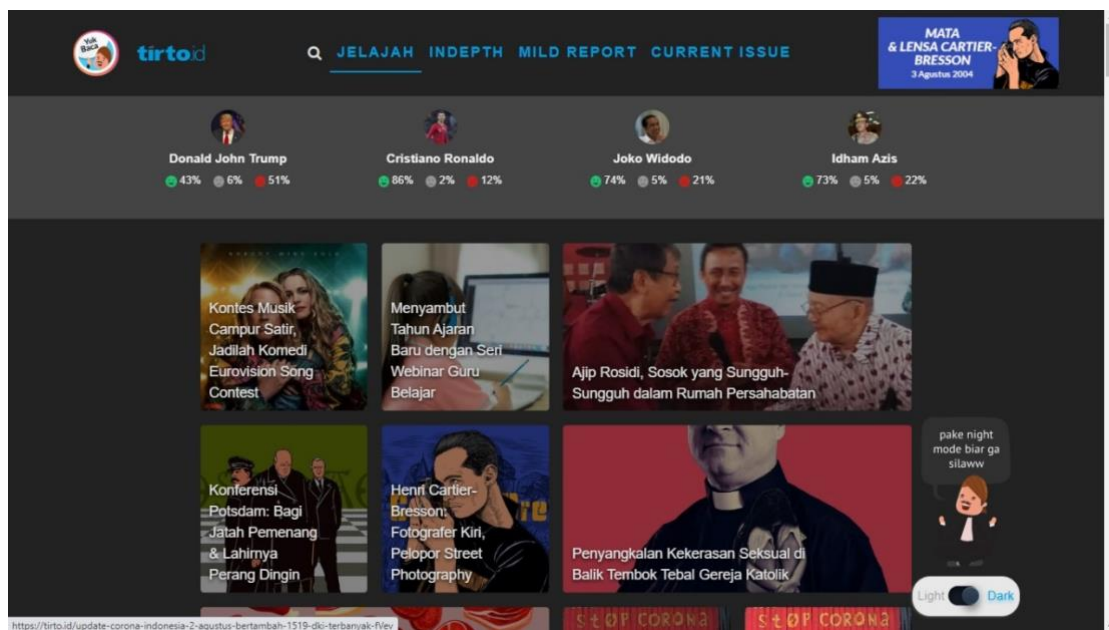 Yuk
Baca
tirto.id
JELAJAH INDEPTH MILD REPORT CURRENT ISSUE
MATA
& LENSA CARTIER-
BRESSON
3 Agustus 2004
Donald John Trump
43% 6% 51%
Cristiano Ronaldo
86% 2% 12%
Joko Widodo
74% 5% 21%
Idham Azis
73% 5% 22%
Kontes Musik
Campur Satir,
Jadilah Komedi
Eurovision Song
Contest
Menyambut
Tahun Ajaran
Baru dengan Seri
Webinar Guru
Belajar
Ajip Rosidi, Sosok yang Sungguh-
Sungguh dalam Rumah Persahabatan
Konferensi
Potsdam: Bagi
Jatah Pemenang
& Lahirnya
Perang Dingin
Henri Cartier-
Bresson:
Fotografer Kiri,
Pelopor Street
Photography
Penyangkalan Kekerasan Seksual di
Balik Tembok Tebal Gereja Katolik
pake night
mode biar ga
silaww
Light Dark
STOP CORONA
STOP CORONA
https://tirto.id/update-corona-indonesia-2-agustus-bertambah-1519-dki-terbanyak-fVev